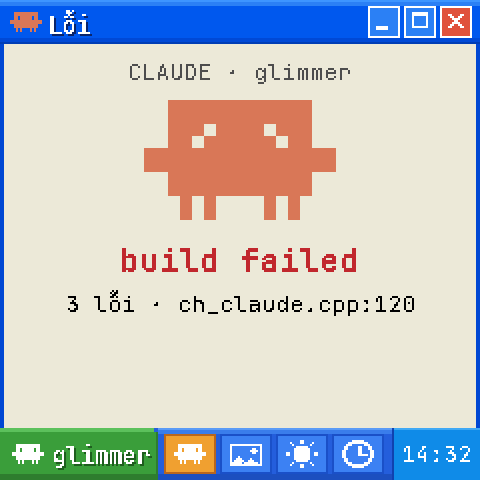 Lỗi
CLAUDE · glimmer
build failed
3 lỗi · ch_claude.cpp:120
glimmer
14:32